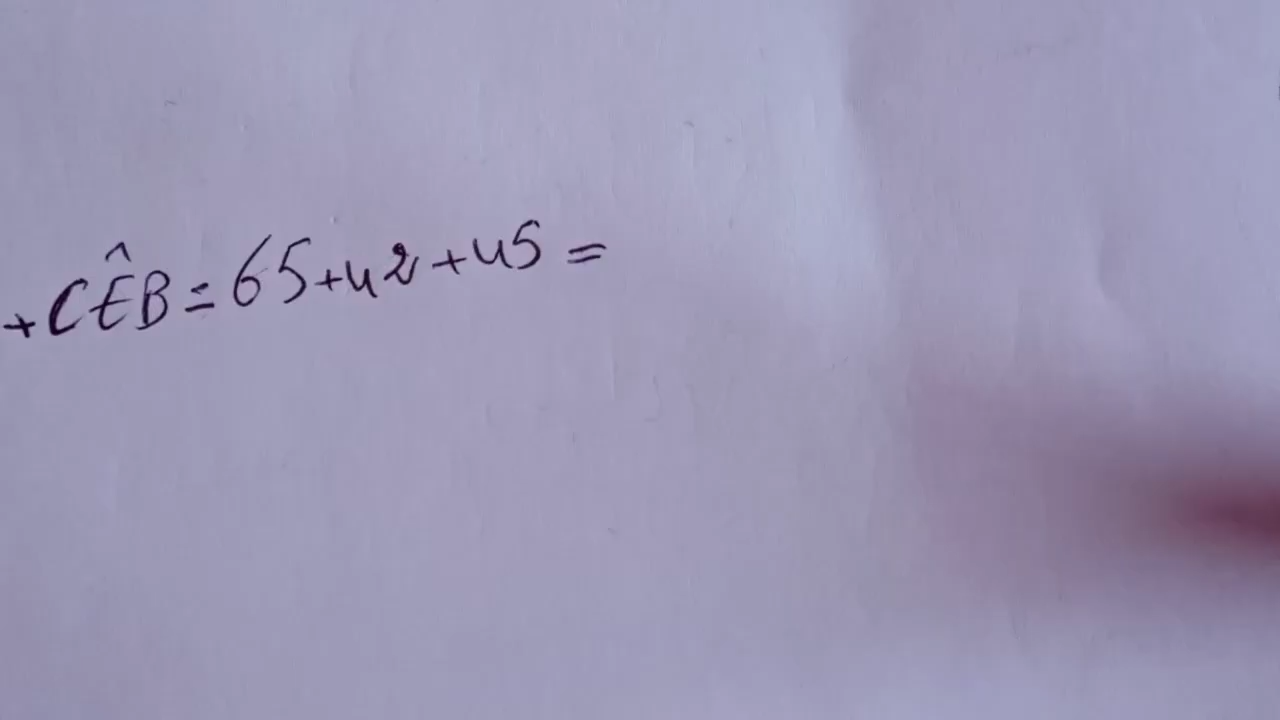 + CÊB = 65 + 42 + 45 =